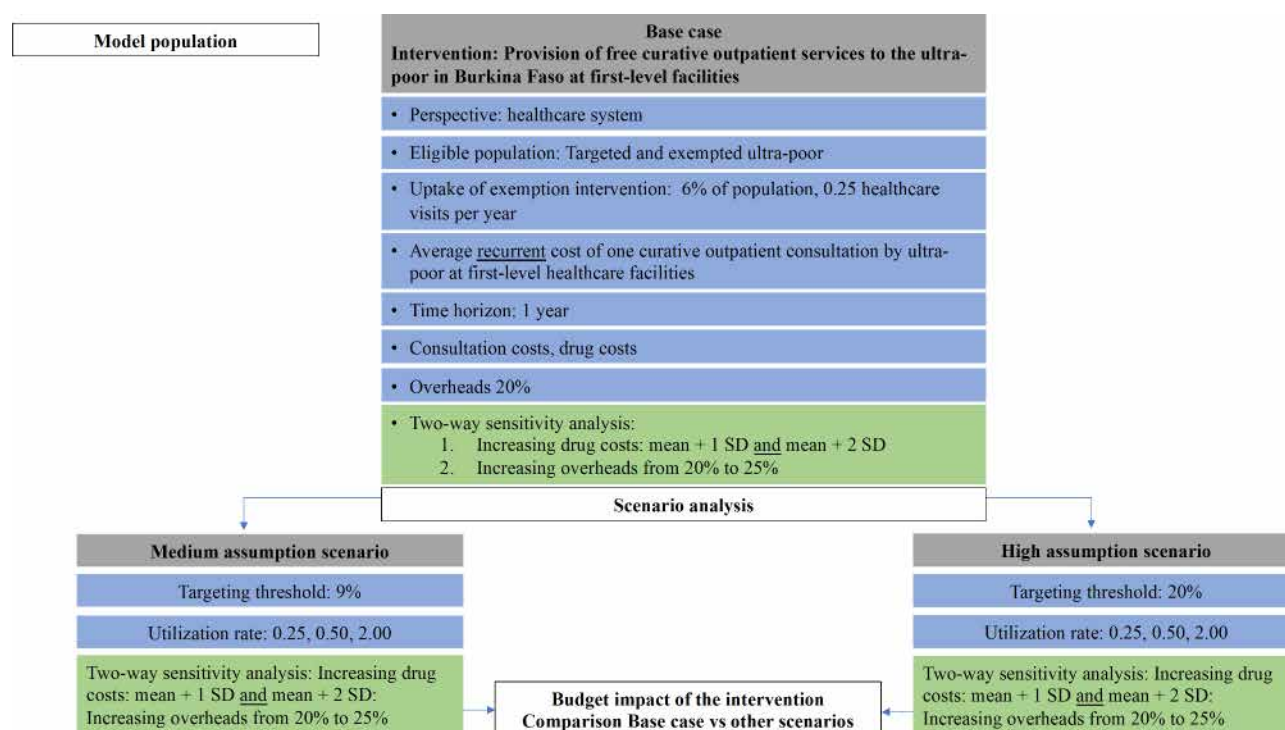 Model population
Base case
Intervention: Provision of free curative outpatient services to the ultra-
poor in Burkina Faso at first-level facilities
• Perspective: healthcare system
• Eligible population: Targeted and exempted ultra-poor
• Uptake of exemption intervention: 6% of population, 0.25 healthcare
visits per year
• Average recurrent cost of one curative outpatient consultation by ultra-
poor at first-level healthcare facilities
• Time horizon: 1 year
• Consultation costs, drug costs
• Overheads 20%
• Two-way sensitivity analysis:
1. Increasing drug costs: mean + 1 SD and mean + 2 SD
2. Increasing overheads from 20% to 25%
Scenario analysis
Medium assumption scenario
Targeting threshold: 9%
Utilization rate: 0.25, 0.50, 2.00
Two-way sensitivity analysis: Increasing drug
costs: mean + 1 SD and mean + 2 SD:
Increasing overheads from 20% to 25%
High assumption scenario
Targeting threshold: 20%
Utilization rate: 0.25, 0.50, 2.00
Two-way sensitivity analysis: Increasing drug
costs: mean + 1 SD and mean + 2 SD:
Increasing overheads from 20% to 25%
Budget impact of the intervention
Comparison Base case vs other scenarios